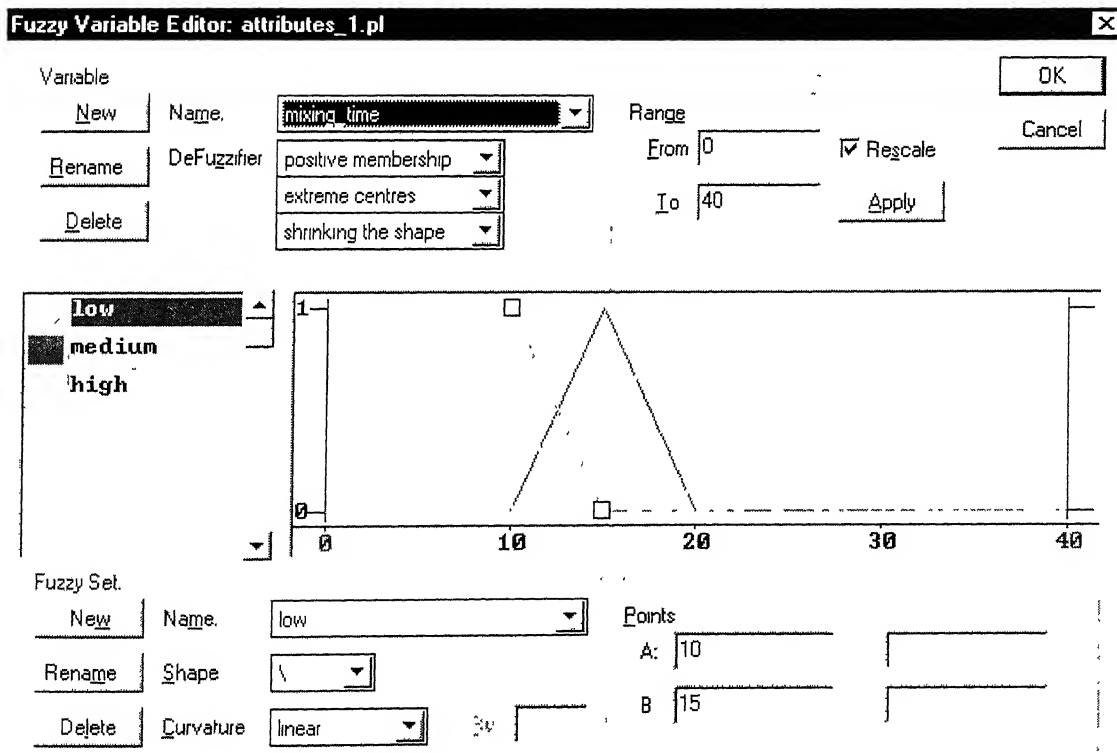 Fuzzy Variable Editor: attributes_1.pl
Variable
New Name. mixing_time
Range
From 0
Rescale
OK
Cancel
Rename DeFuzzifier positive membership
extreme centres
To 40
Apply
Delete shrinking the shape
low
medium
high
1
0
0 10 20 30 40
Fuzzy Set.
New Name. low
Points
A: 10
Rename Shape \
B 15
Delete Curvature linear